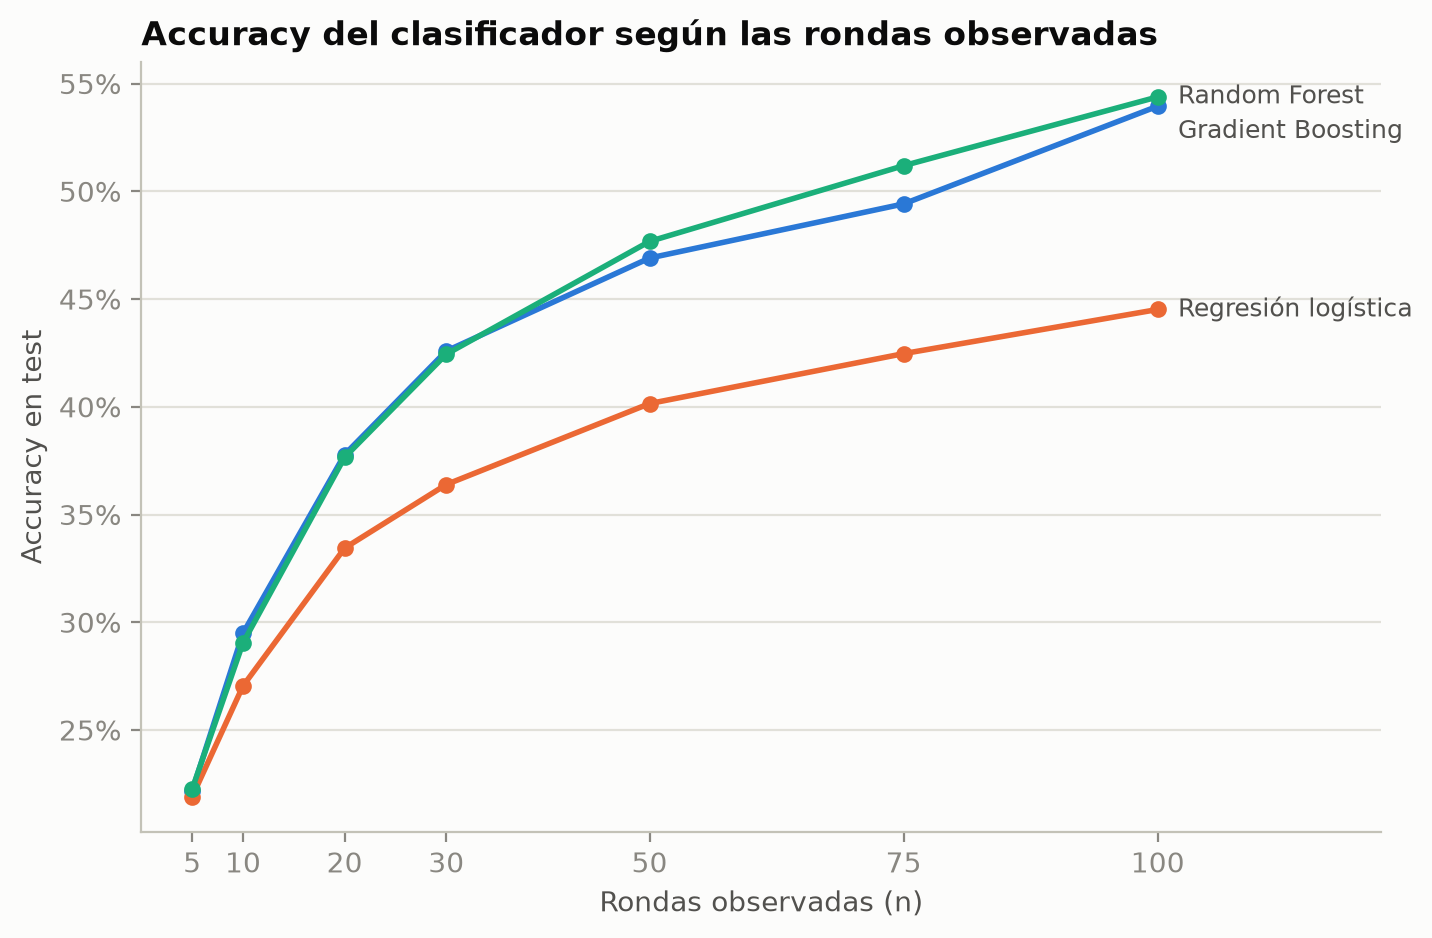 Accuracy del clasificador según las rondas observadas
55%
50%
45%
40%
35%
30%
25%
Accuracy en test
Random Forest
Gradient Boosting
Regresión logística
5 10 20 30 50 75 100
Rondas observadas (n)